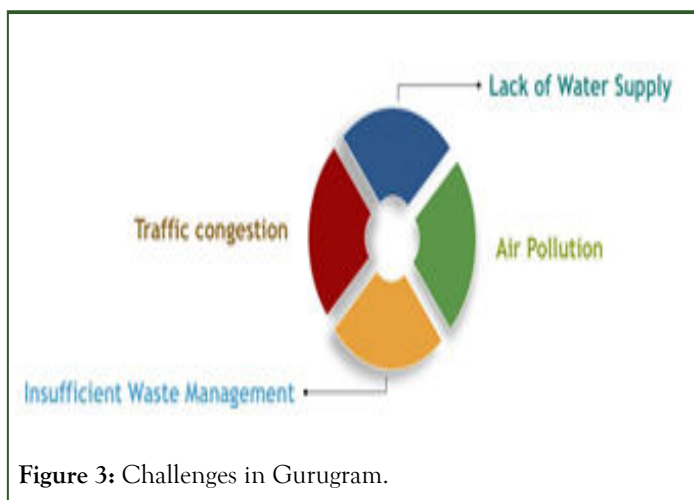 Lack of Water Supply
Traffic congestion
Air Pollution
Insufficient Waste Management
Figure 3: Challenges in Gurugram.